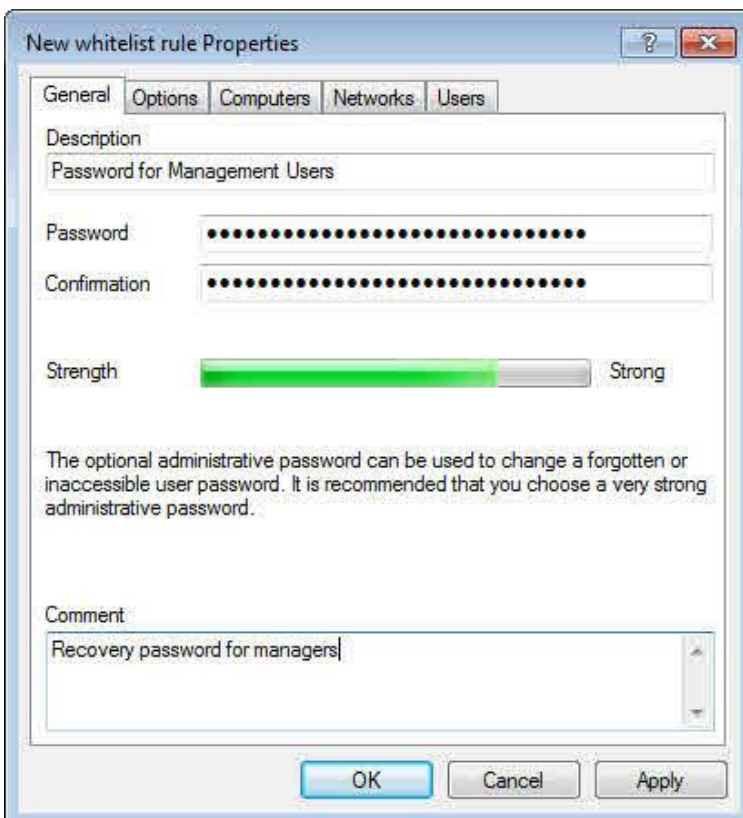 New whitelist rule Properties
General Options Computers Networks Users
Description
Password for Management Users
Password
Confirmation
Strength Strong
The optional administrative password can be used to change a forgotten or
inaccessible user password. It is recommended that you choose a very strong
administrative password.
Comment
Recovery password for managers
OK Cancel Apply